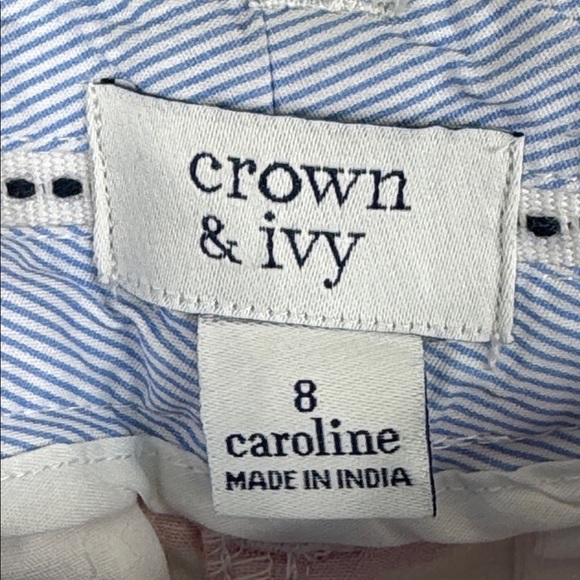 crown
& ivy
8
caroline
MADE IN INDIA